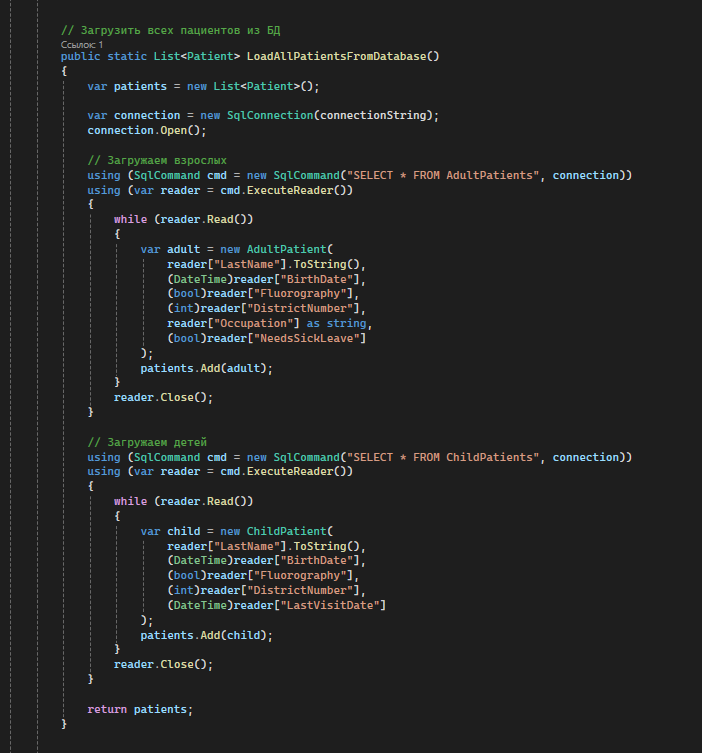 // Загрузить всех пациентов из БД
Ссылок: 1
public static List<Patient> LoadAllPatientsFromDatabase()
{
var patients = new List<Patient>();
var connection = new SqlConnection(connectionString);
connection.Open();
// Загружаем взрослых
using (SqlCommand cmd = new SqlCommand("SELECT * FROM AdultPatients", connection))
using (var reader = cmd.ExecuteReader())
{
while (reader.Read())
{
var adult = new AdultPatient(
reader["LastName"].ToString(),
(DateTime)reader["BirthDate"],
(bool)reader["Fluorography"],
(int)reader["DistrictNumber"],
reader["Occupation"] as string,
(bool)reader["NeedsSickLeave"]
);
patients.Add(adult);
}
reader.Close();
}
// Загружаем детей
using (SqlCommand cmd = new SqlCommand("SELECT * FROM ChildPatients", connection))
using (var reader = cmd.ExecuteReader())
{
while (reader.Read())
{
var child = new ChildPatient(
reader["LastName"].ToString(),
(DateTime)reader["BirthDate"],
(bool)reader["Fluorography"],
(int)reader["DistrictNumber"],
(DateTime)reader["LastVisitDate"]
);
patients.Add(child);
}
reader.Close();
}
return patients;
}